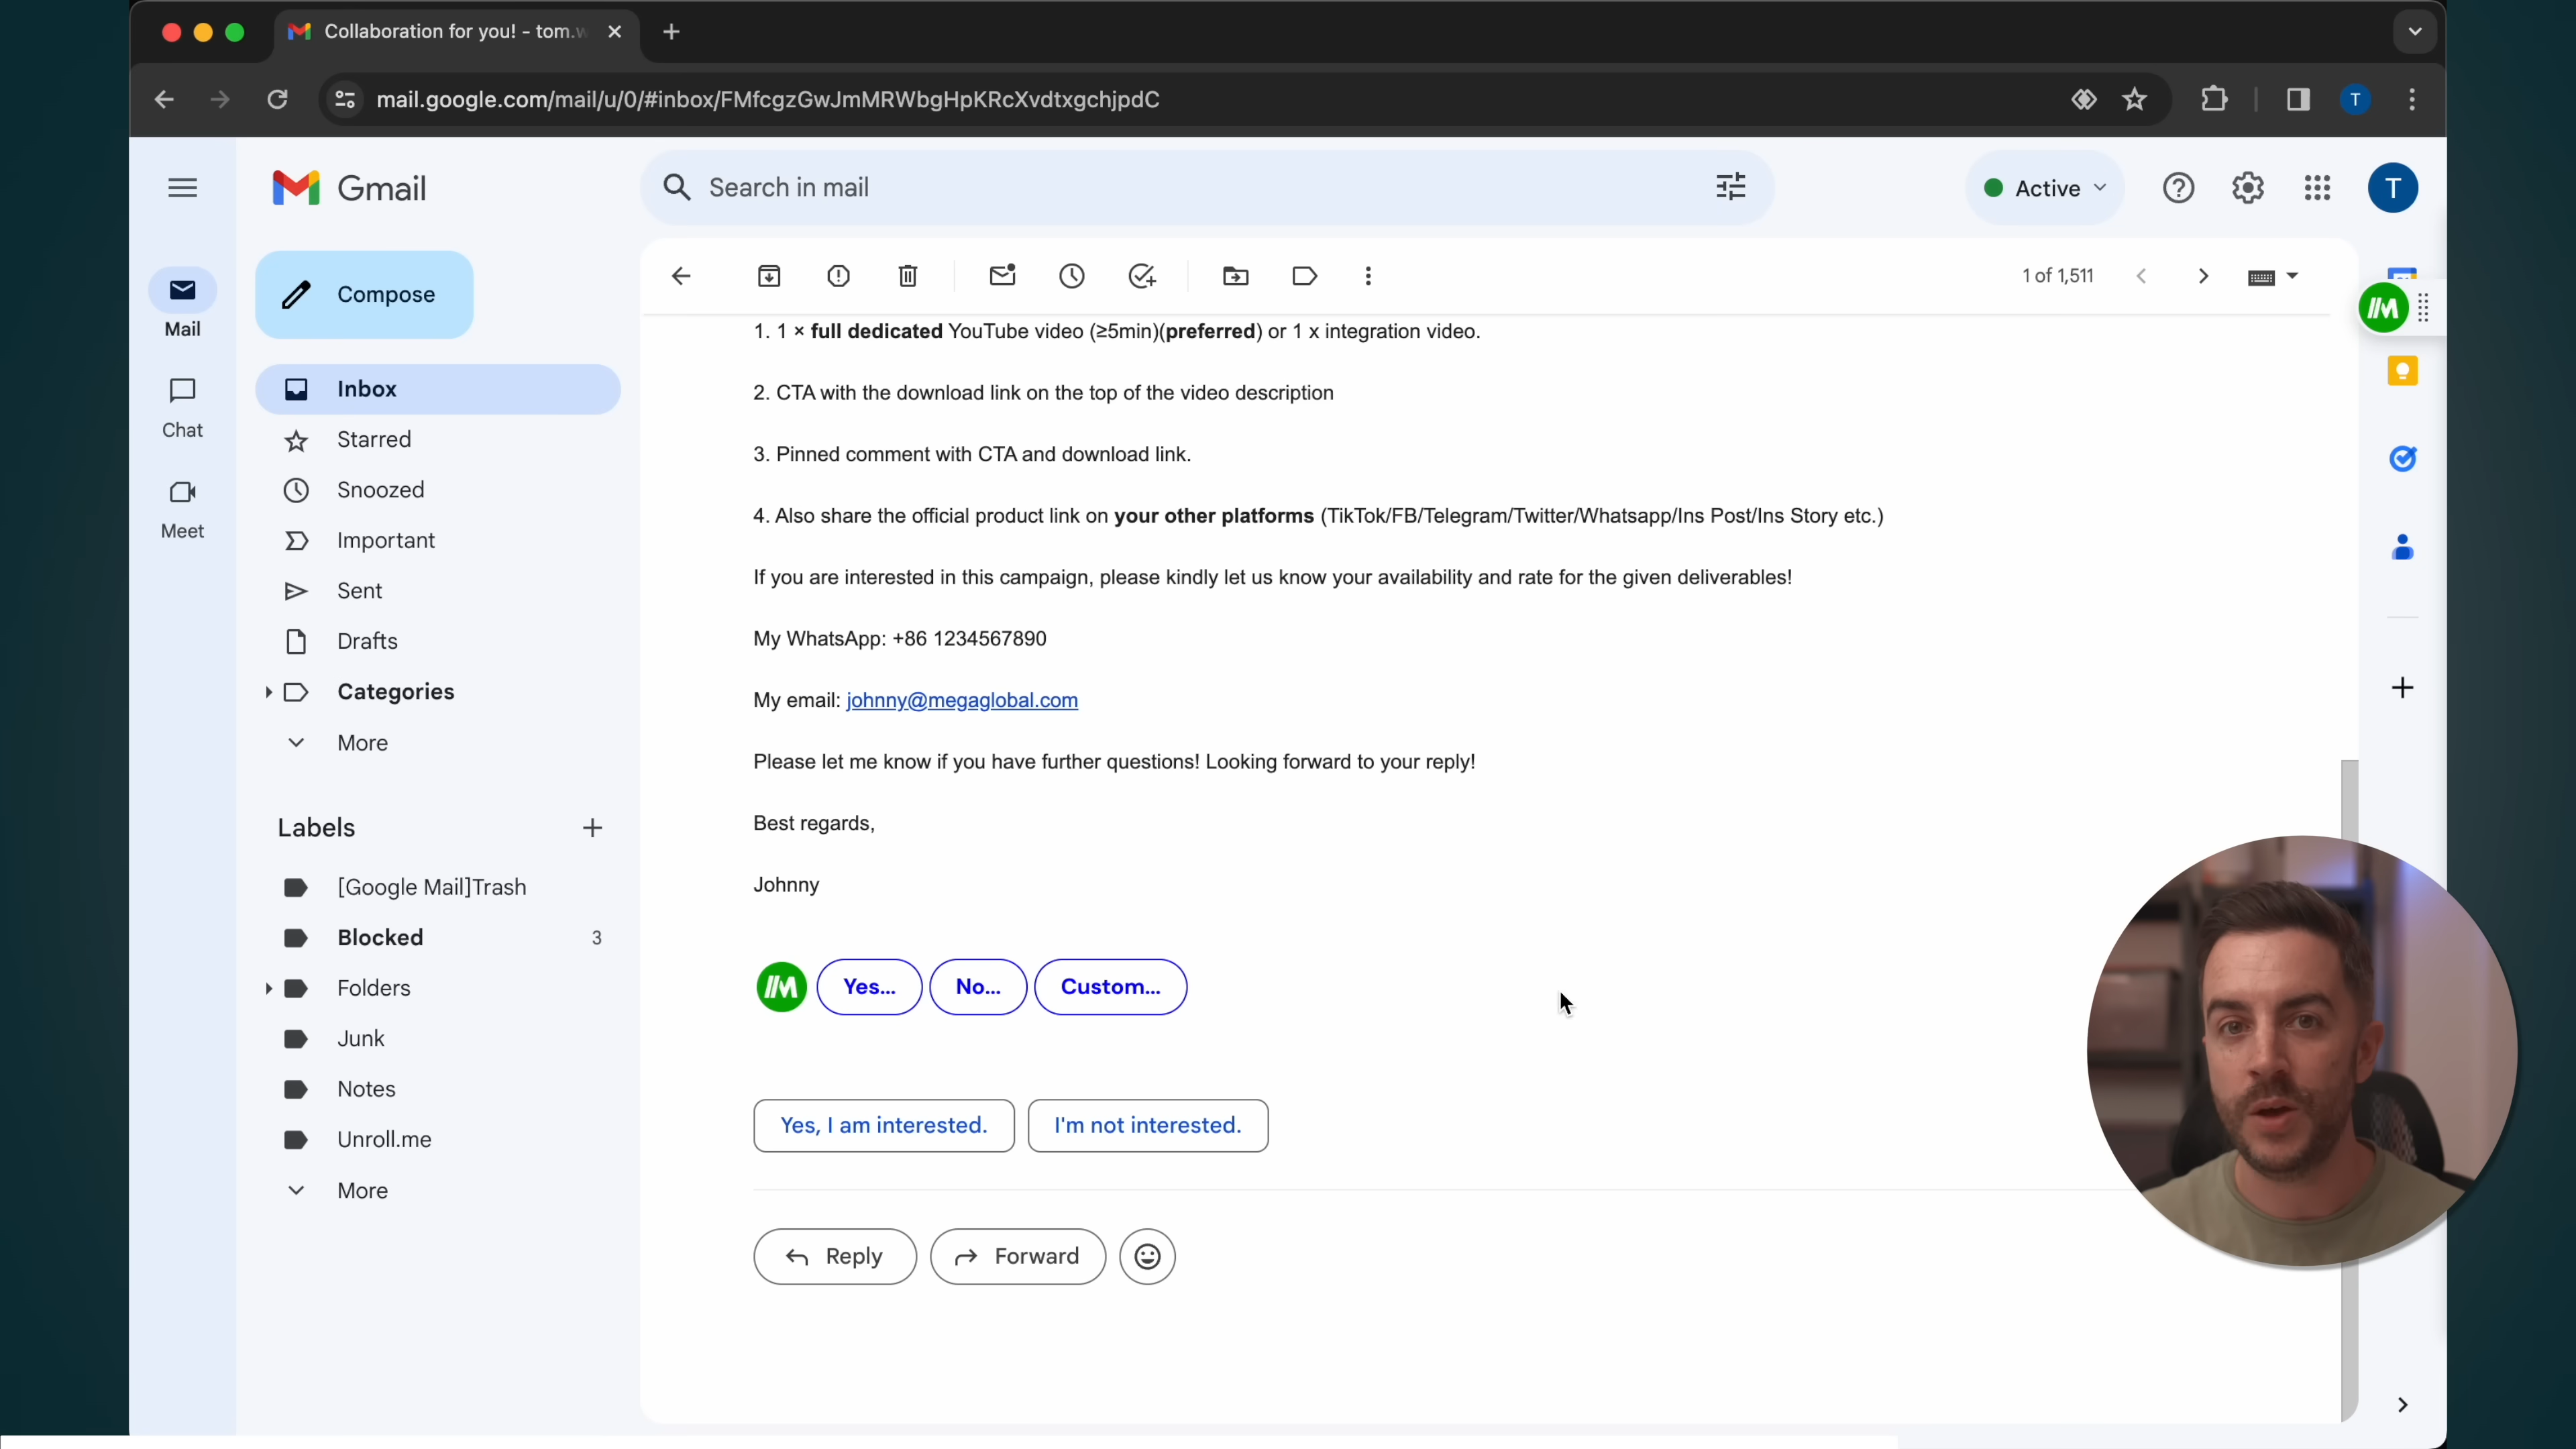 Collaboration for you! - tom.w
mail.google.com/mail/u/0/#inbox/FMfcgzGwJmMRWbgHpKRcXvdtxgchjpdC
T
Gmail
Search in mail
Active
T
Compose
Mail
Chat
Meet
Inbox
Starred
Snoozed
Important
Sent
Drafts
Categories
More
Labels
[Google Mail]Trash
Blocked 3
Folders
Junk
Notes
Unroll.me
More
1 of 1,511
1. 1 × full dedicated YouTube video (≥5min)(preferred) or 1 x integration video.
2. CTA with the download link on the top of the video description
3. Pinned comment with CTA and download link.
4. Also share the official product link on your other platforms (TikTok/FB/Telegram/Twitter/Whatsapp/Ins Post/Ins Story etc.)
If you are interested in this campaign, please kindly let us know your availability and rate for the given deliverables!
My WhatsApp: +86 1234567890
My email: johnny@megaglobal.com
Please let me know if you have further questions! Looking forward to your reply!
Best regards,
Johnny
Yes... No... Custom...
Yes, I am interested. I'm not interested.
Reply Forward